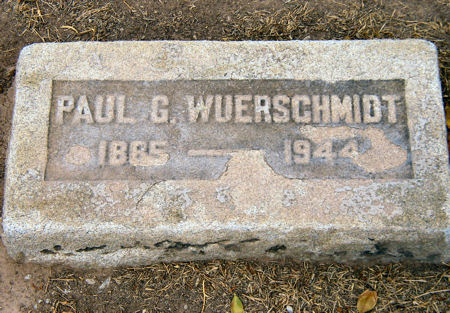 PAUL G. WUERSCHMIDT
1865 — 1944